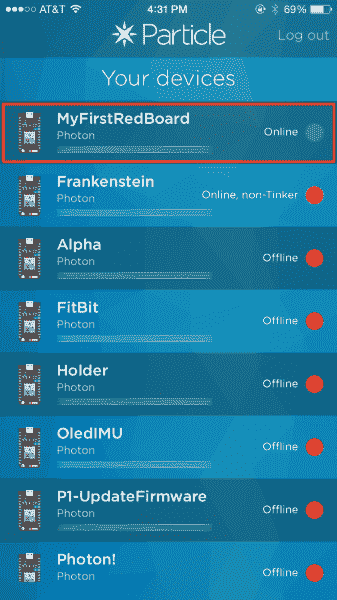 AT&T 4:31 PM 69%
Particle Log out
Your devices
MyFirstRedBoard
Photon
Online
Frankenstein
Photon
Online, non-Tinker
Alpha
Photon
Offline
FitBit
Photon
Offline
Holder
Photon
Offline
OledIMU
Photon
Offline
P1-UpdateFirmware
Photon
Offline
Photon!
Photon
Offline